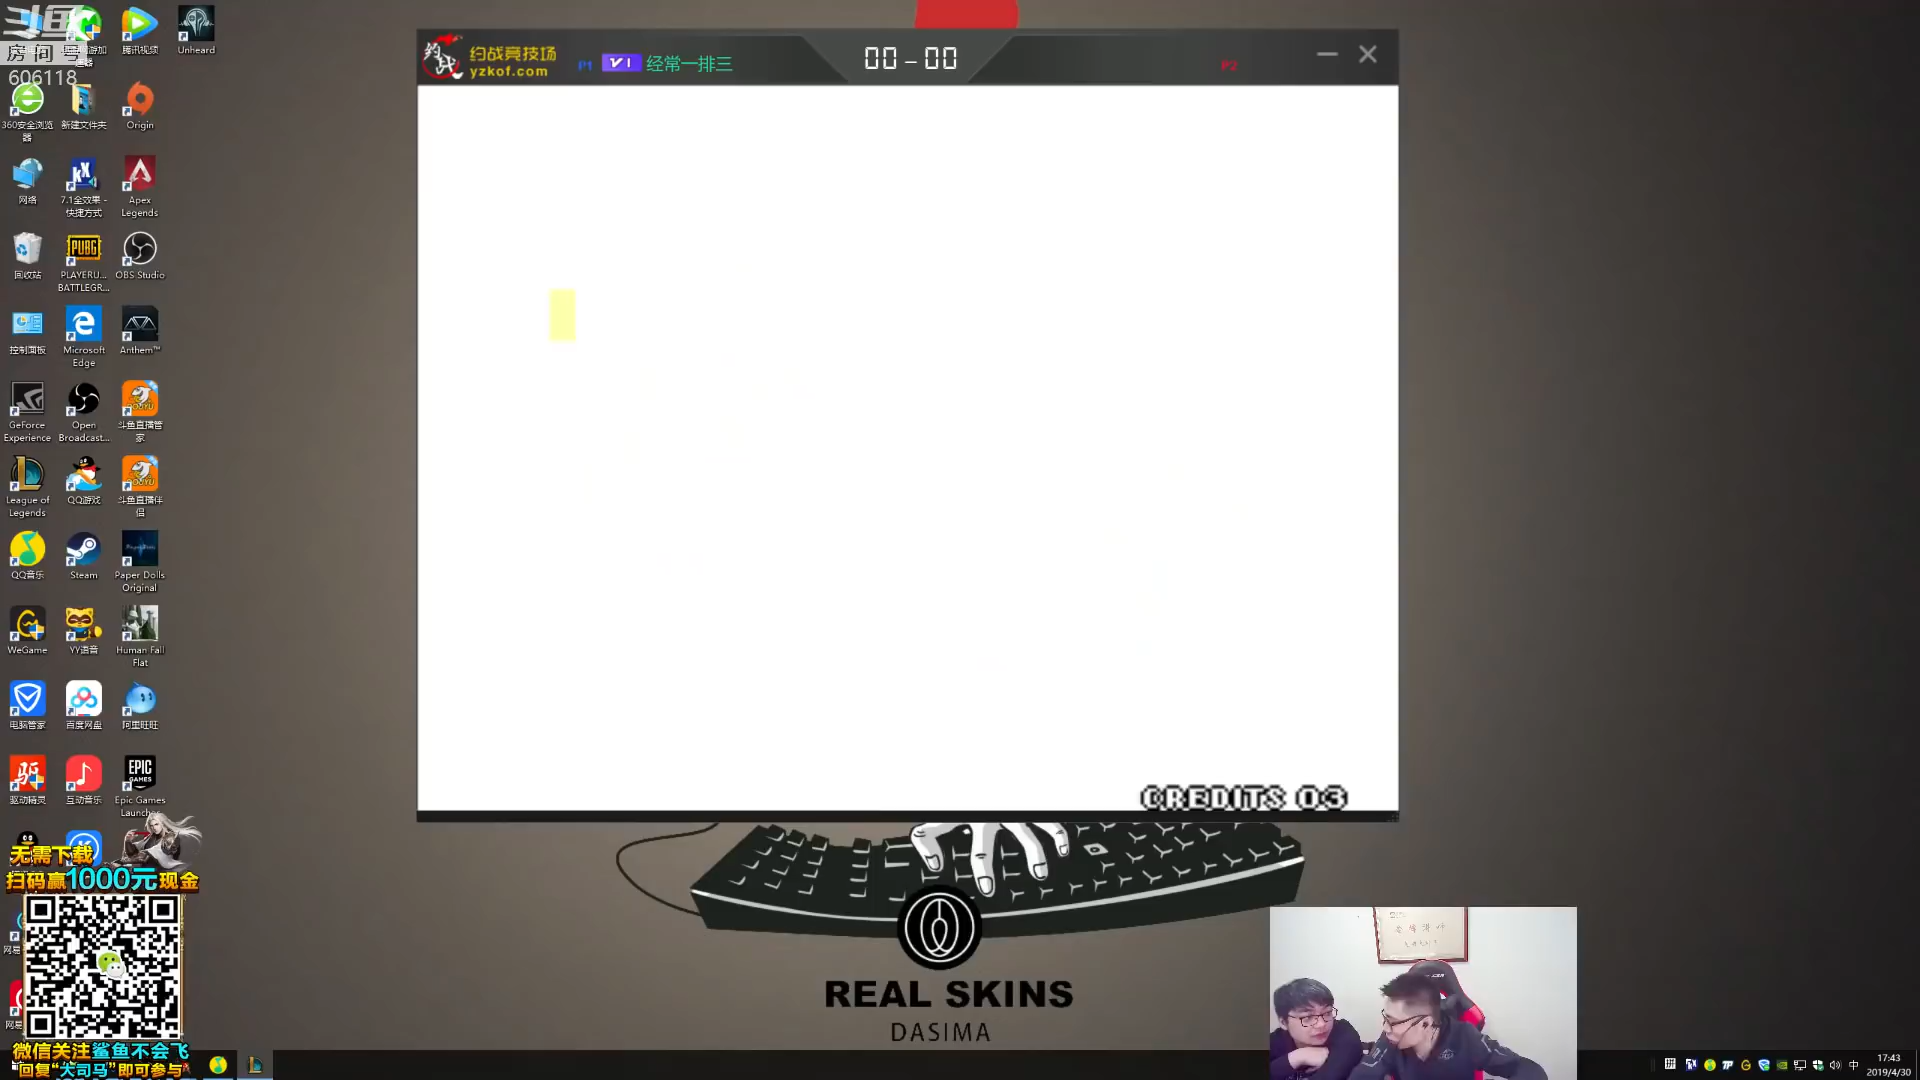 斗鱼
房间号
606118
腾讯视频
Unheard
360安全浏览器
新建文件夹
Origin
网络
7.1全效果 - 快捷方式
Apex Legends
回收站
PLAYERU... BATTLEGR...
OBS Studio
控制面板
Microsoft Edge
Anthem™
GeForce Experience
Open Broadcast...
斗鱼直播管家
League of Legends
QQ游戏
斗鱼直播伴侣
QQ音乐
Steam
Paper Dolls Original
WeGame
YY语音
Human Fall Flat
电脑管家
百度网盘
阿里旺旺
驱动精灵
互动音乐
Epic Games Launcher
无需下载
扫码赢1000元现金
微信关注鲨鱼不会飞
回复“大司马”即可参与
约战
约战竞技场
yzkof.com
P1
VI
经常一排三
00 – 00
P2
CREDITS 03
REAL SKINS
DASIMA
中
17:43
2019/4/30